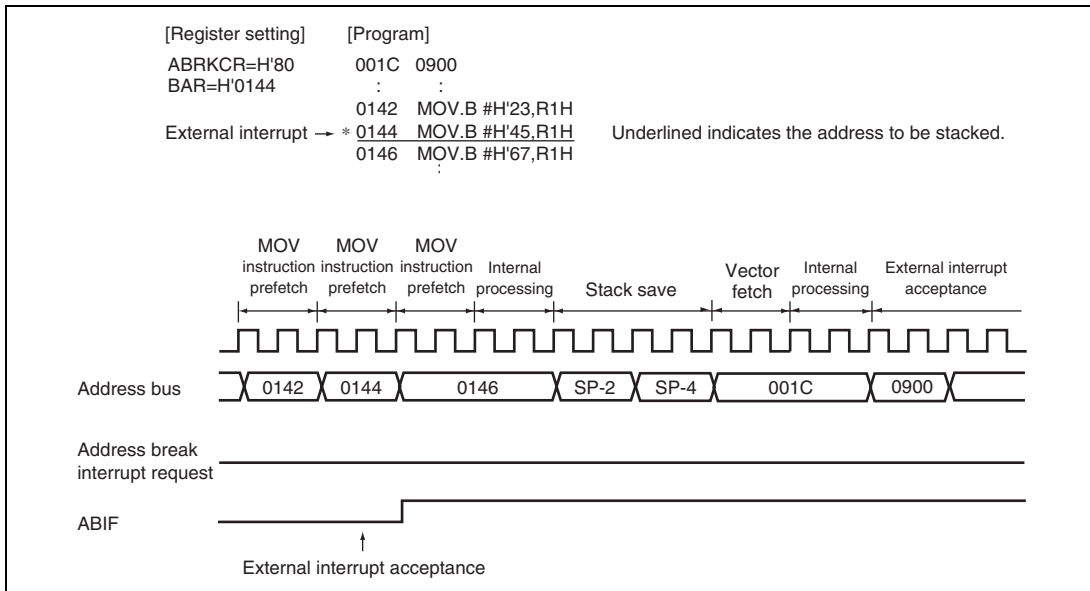 [Register setting] [Program]
ABRKCR=H'80 001C 0900
BAR=H'0144 : :
0142 MOV.B #H'23,R1H
External interrupt → * 0144 MOV.B #H'45,R1H Underlined indicates the address to be stacked.
0146 MOV.B #H'67,R1H
:
MOV instruction prefetch
MOV instruction prefetch
MOV instruction prefetch
Internal processing
Stack save
Vector fetch
Internal processing
External interrupt acceptance
Address bus 0142 0144 0146 SP-2 SP-4 001C 0900
Address break
interrupt request
ABIF
External interrupt acceptance